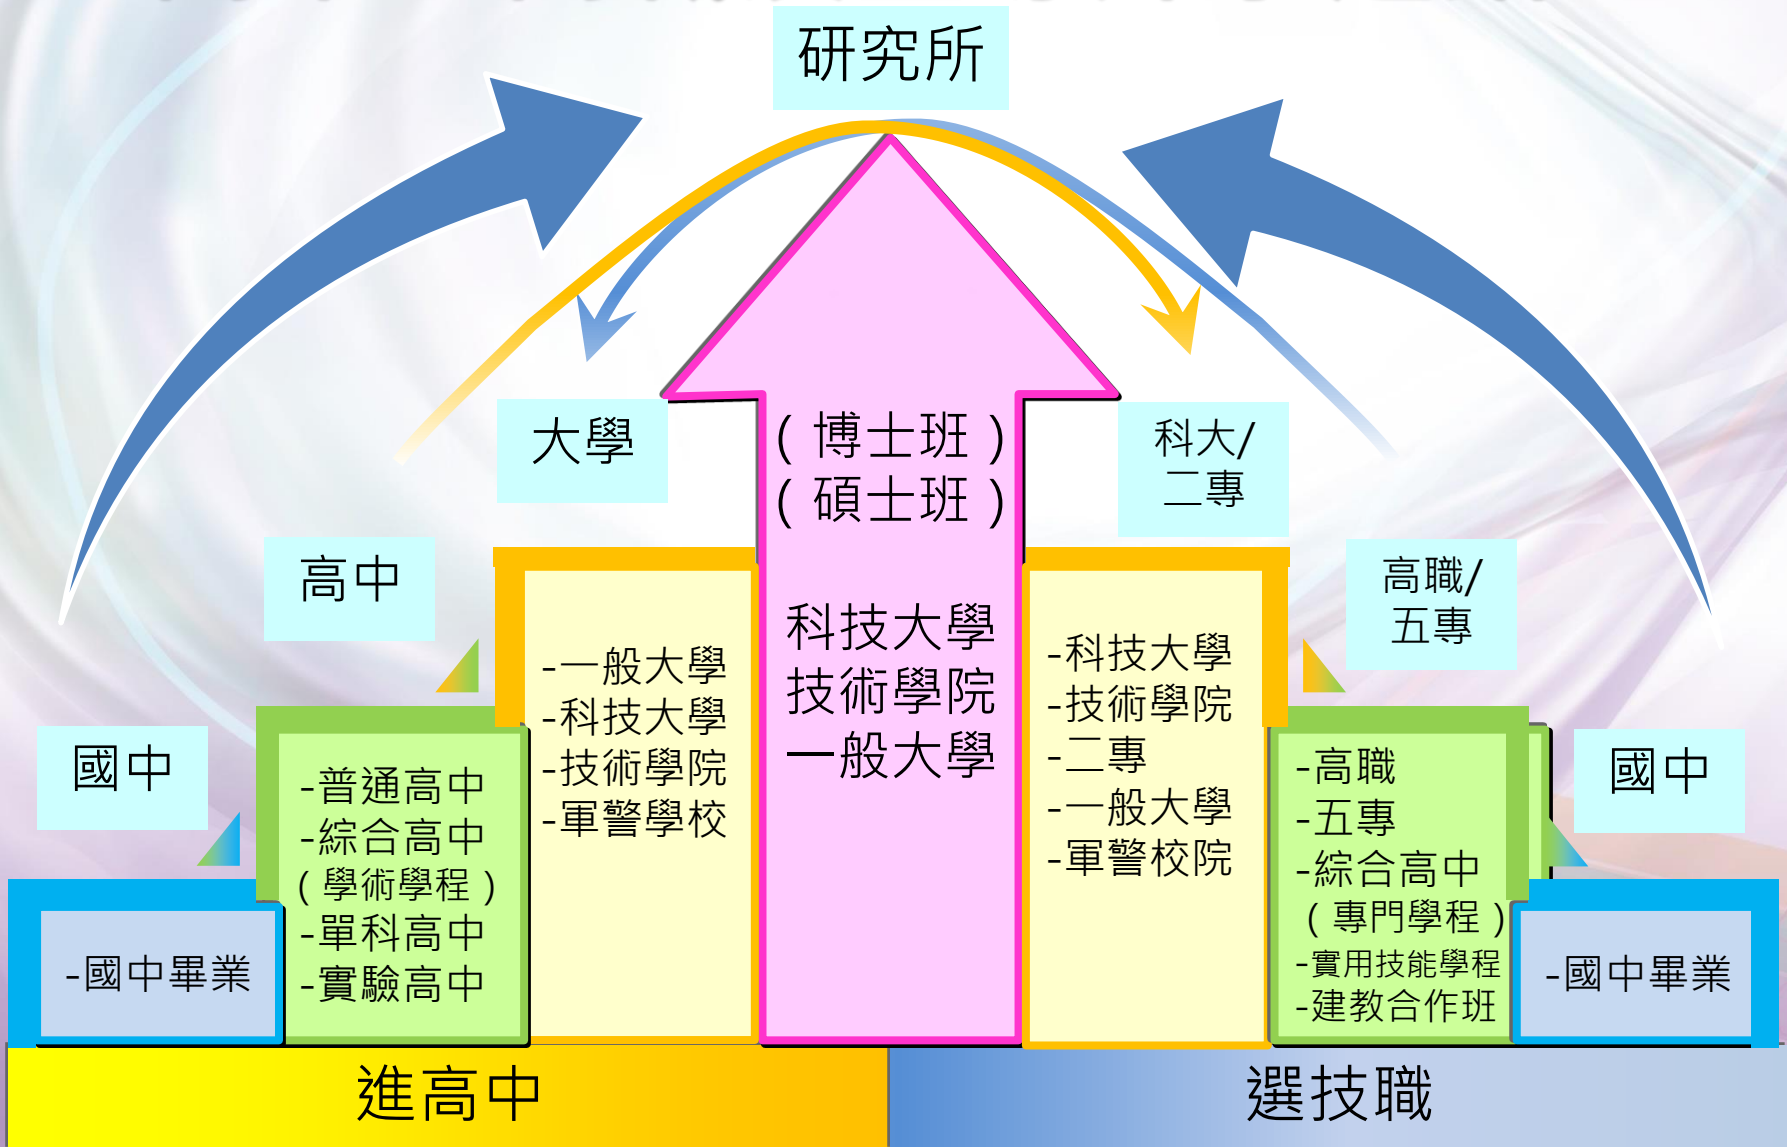 研究所
大學
(博士班)
(碩士班)
科技大學
技術學院
一般大學
科大/
二專
高中
高職/
五專
國中
國中
-一般大學
-科技大學
-技術學院
-軍警學校
-科技大學
-技術學院
-二專
-一般大學
-軍警校院
-普通高中
-綜合高中
(學術學程)
-單科高中
-實驗高中
-高職
-五專
-綜合高中
(專門學程)
-實用技能學程
-建教合作班
-國中畢業
-國中畢業
進高中
選技職